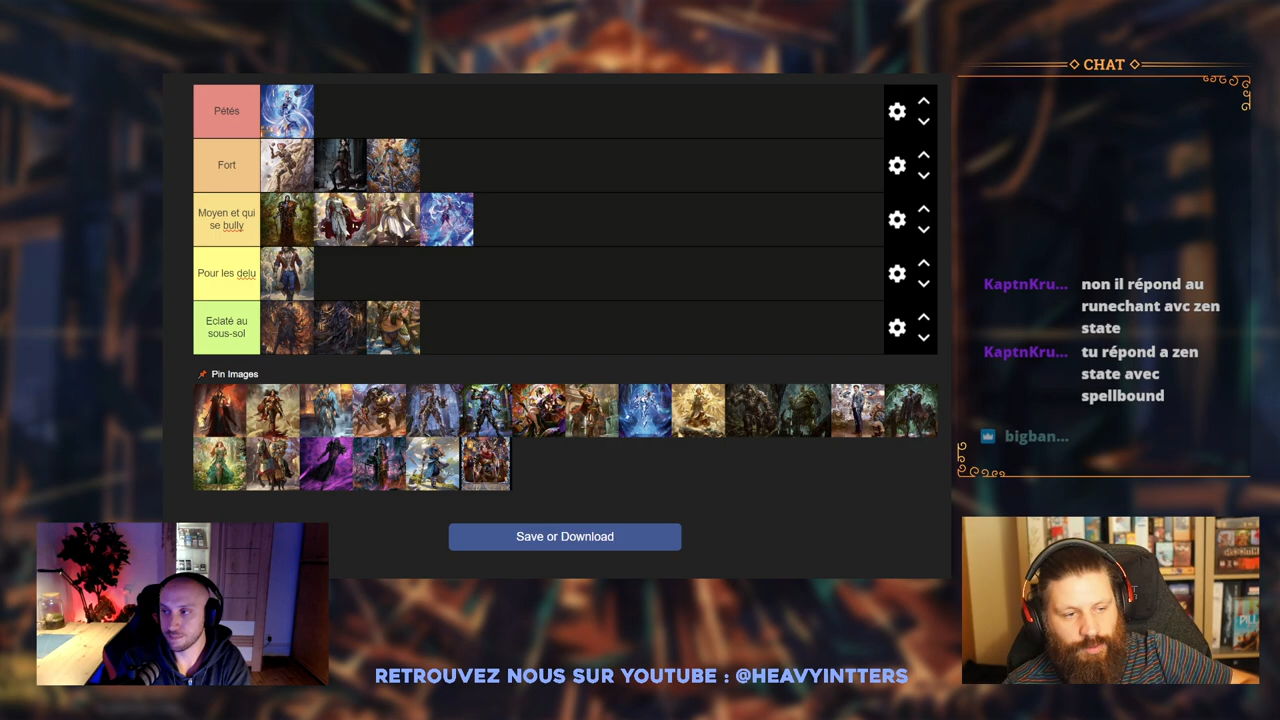 CHAT
Pétés
Fort
Moyen et qui
se bully
Pour les delu
Eclaté au
sous-sol
Pin Images
Save or Download
KaptnKru... non il répond au
runechant avc zen
state
KaptnKru... tu répond a zen
state avec
spellbound
bigban...
RETROUVEZ NOUS SUR YOUTUBE : @HEAVYINTTERS